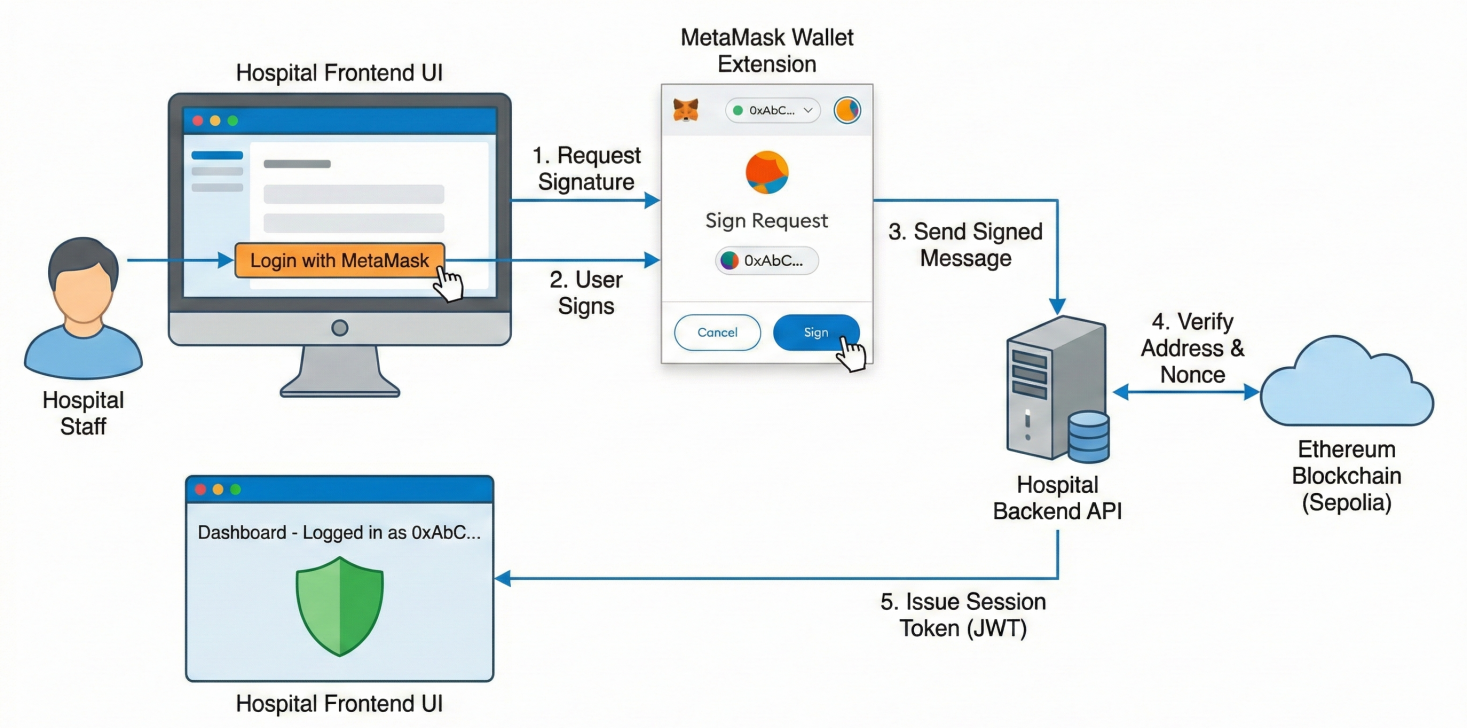 MetaMask Wallet
Extension
Hospital Frontend UI
0xAbC...
1. Request
Signature
Sign Request
3. Send Signed
Message
Login with MetaMask
0xAbC...
2. User
Signs
Cancel
Sign
4. Verify
Address &
Nonce
Hospital
Staff
Ethereum
Blockchain
(Sepolia)
Hospital
Backend API
Dashboard - Logged in as 0xAbC...
5. Issue Session
Token (JWT)
Hospital Frontend UI